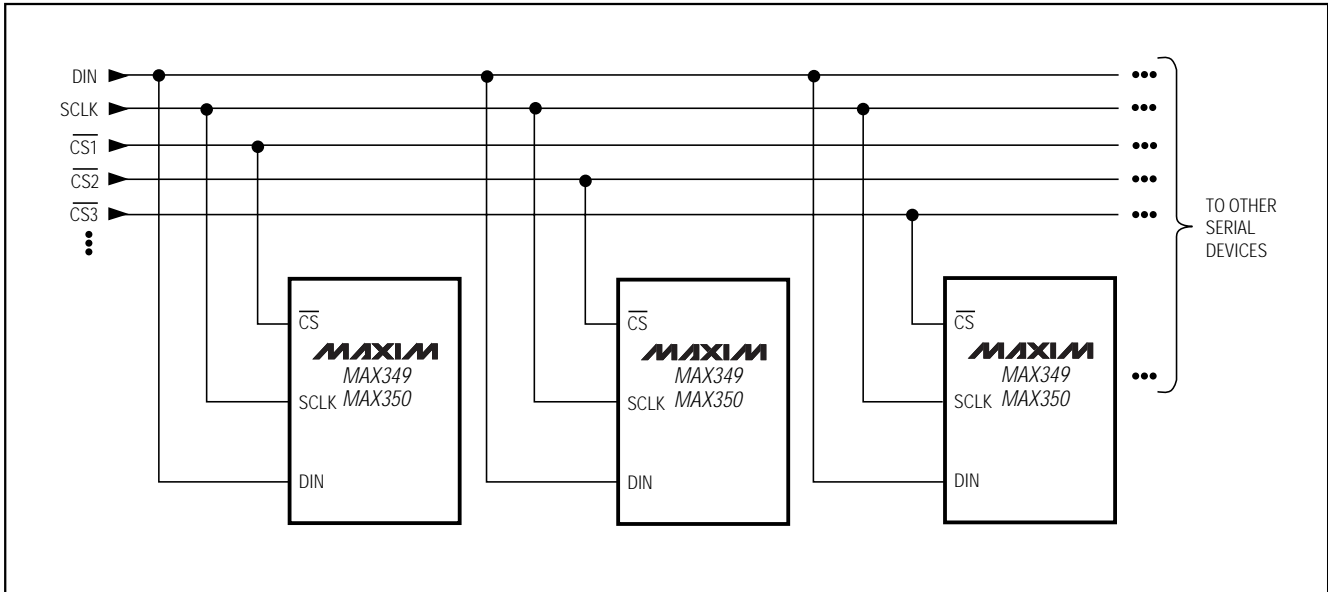 DIN
SCLK
CS1
CS2
CS3
TO OTHER
SERIAL
DEVICES
CS
MAXIM
MAX349
SCLK MAX350
DIN
CS
MAXIM
MAX349
SCLK MAX350
DIN
CS
MAXIM
MAX349
SCLK MAX350
DIN